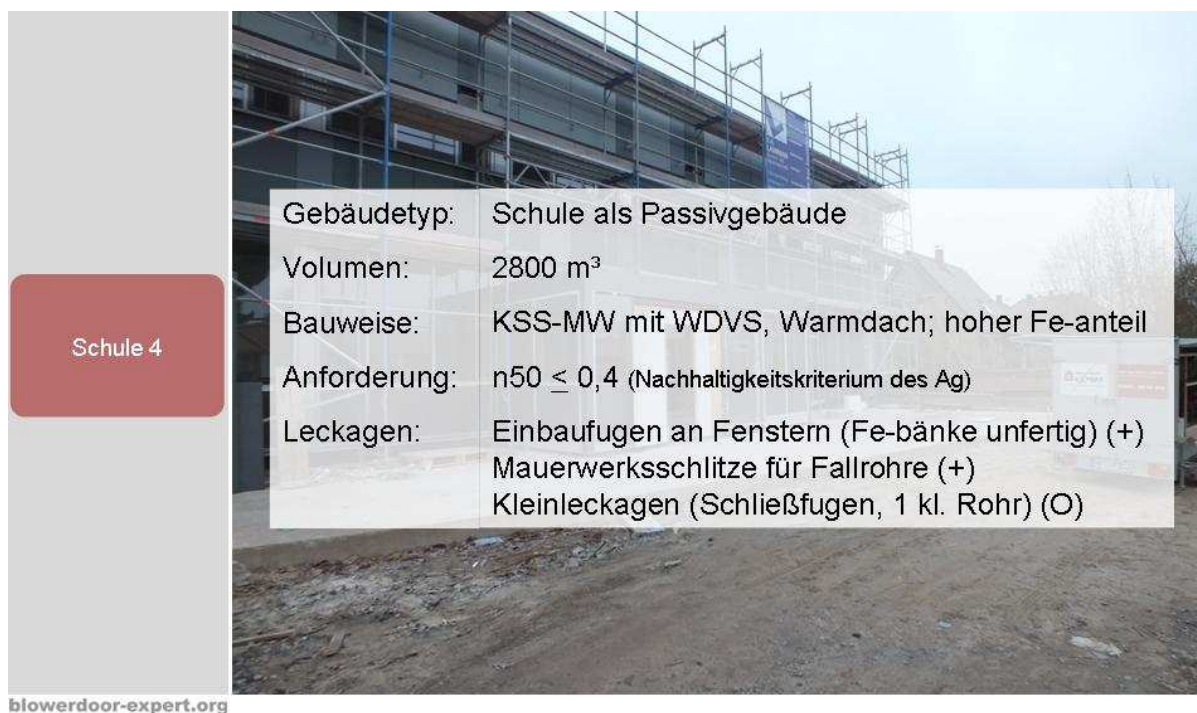 Schule 4
Gebäudetyp: Schule als Passivgebäude
Volumen: 2800 m³
Bauweise: KSS-MW mit WDVS, Warmdach; hoher Fe-anteil
Anforderung: n50 ≤ 0,4 (Nachhaltigkeitskriterium des Ag)
Leckagen: Einbaufugen an Fenstern (Fe-bänke unfertig) (+)
Mauerwerksschlitze für Fallrohre (+)
Kleinleckagen (Schließfugen, 1 kl. Rohr) (O)
blowerdoor-expert.org